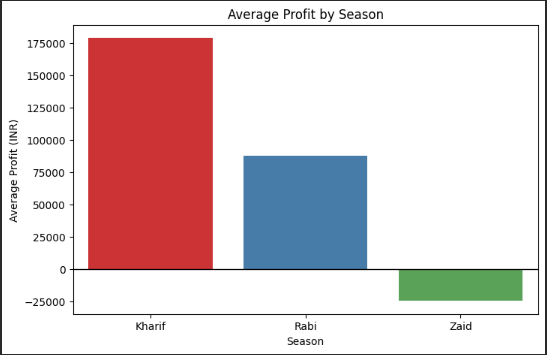 Average Profit by Season
Average Profit (INR)
175000
150000
125000
100000
75000
50000
25000
0
−25000
Kharif
Rabi
Zaid
Season